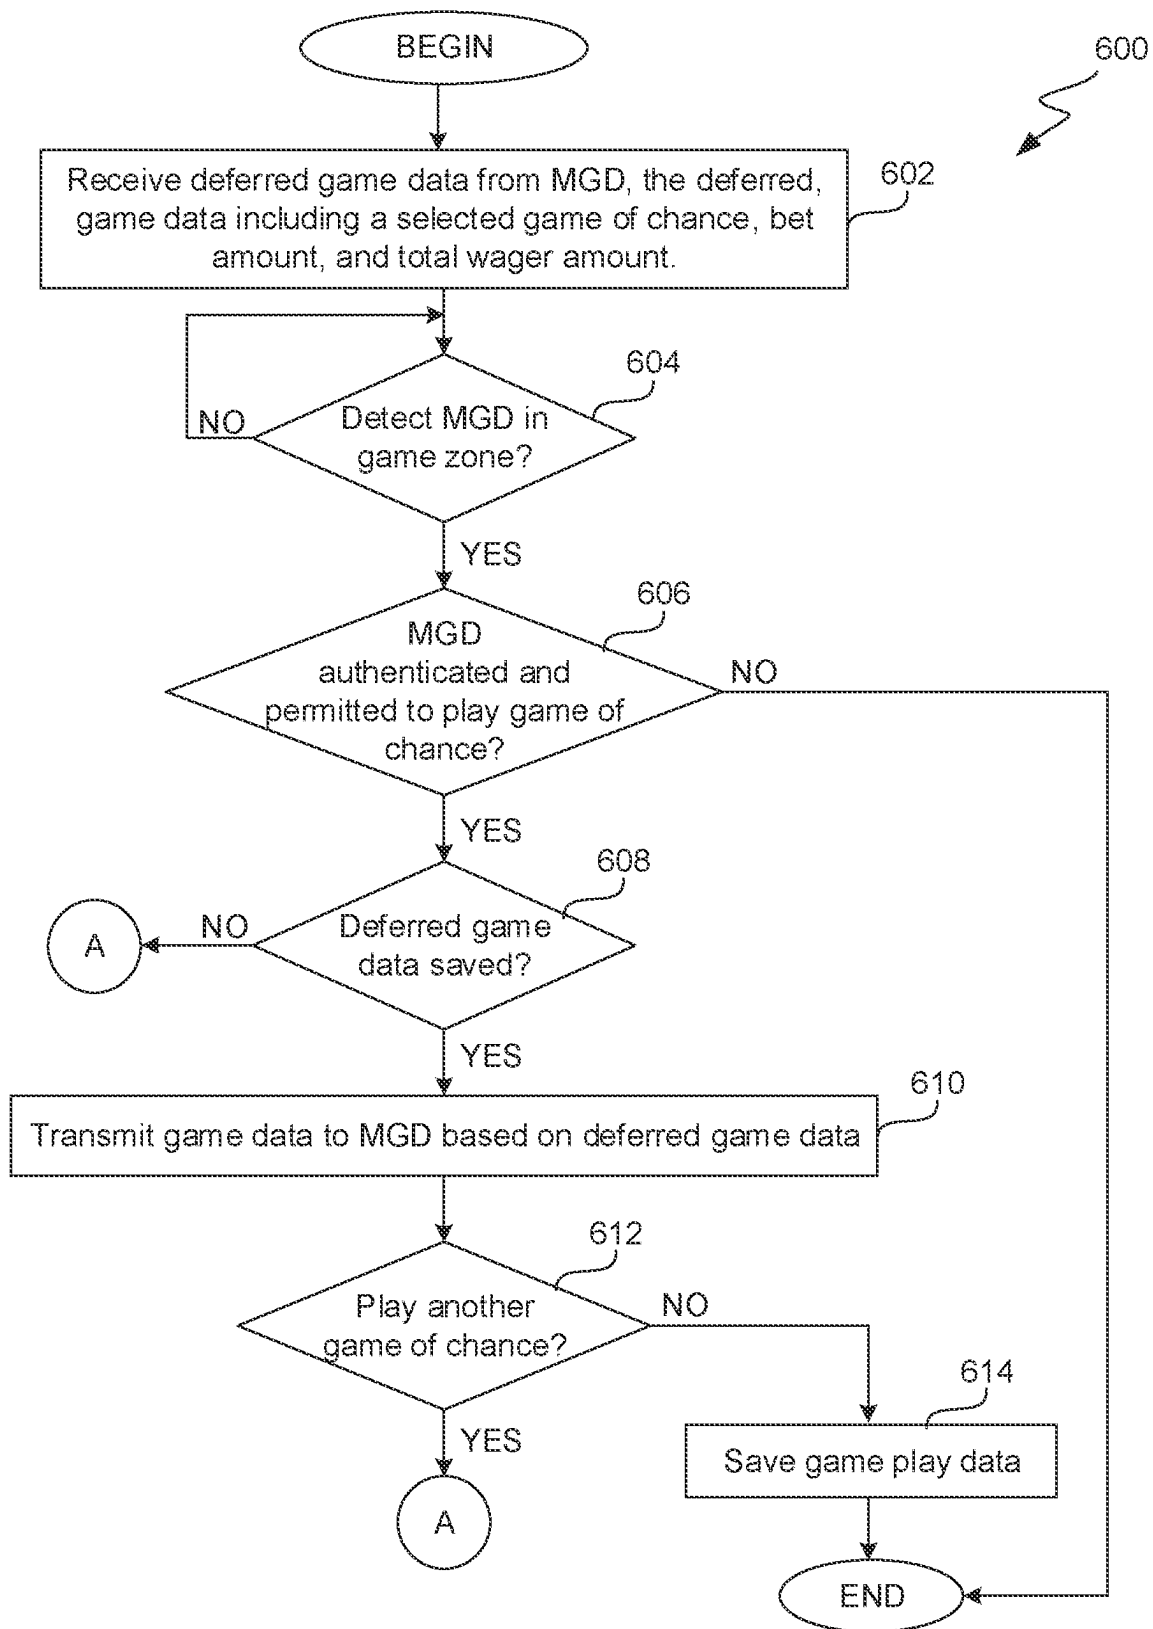 BEGIN
600
Receive deferred game data from MGD, the deferred,
game data including a selected game of chance, bet
amount, and total wager amount.
602
604
Detect MGD in
game zone?
NO
YES
606
MGD
authenticated and
permitted to play game of
chance?
NO
YES
608
Deferred game
data saved?
NO
A
YES
610
Transmit game data to MGD based on deferred game data
612
Play another
game of chance?
NO
YES
A
614
Save game play data
END